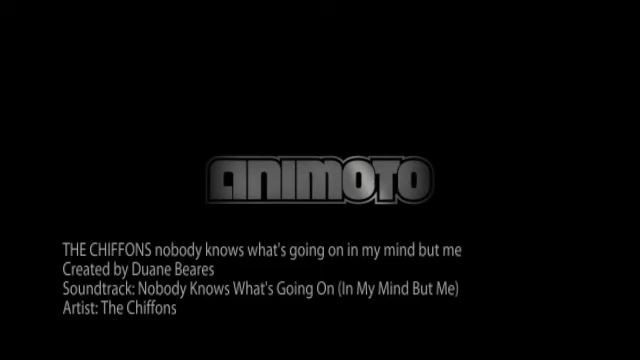 ANIMOTO
THE CHIFFONS nobody knows what's going on in my mind but me
Created by Duane Beares
Soundtrack: Nobody Knows What's Going On (In My Mind But Me)
Artist: The Chiffons